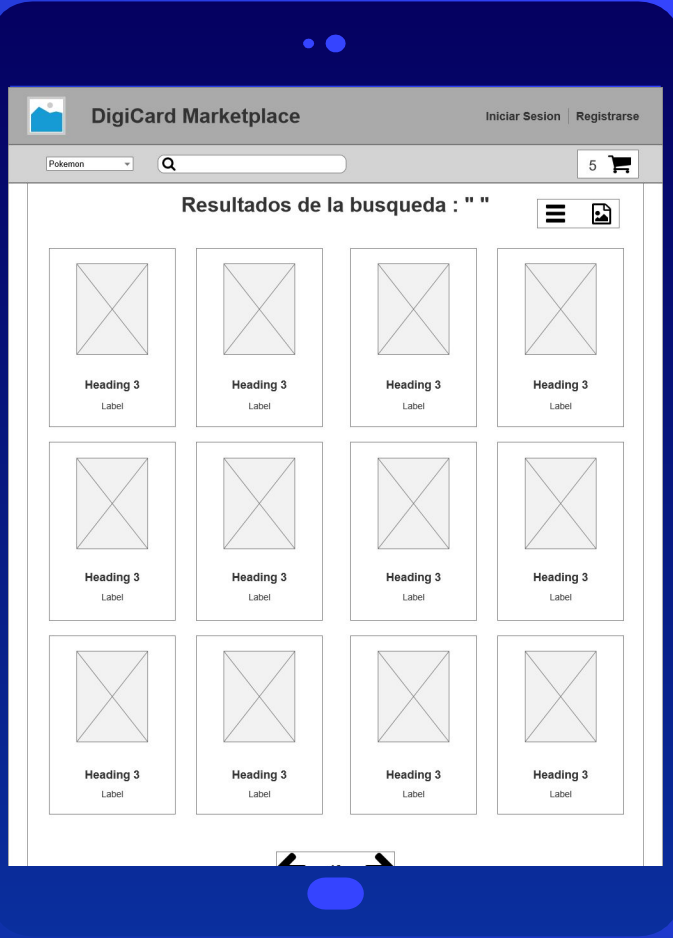 DigiCard Marketplace
Iniciar Sesion Registrarse
Pokemon
5
Resultados de la busqueda : " "
Heading 3 Heading 3 Heading 3 Heading 3
Label Label Label Label
Heading 3 Heading 3 Heading 3 Heading 3
Label Label Label Label
Heading 3 Heading 3 Heading 3 Heading 3
Label Label Label Label